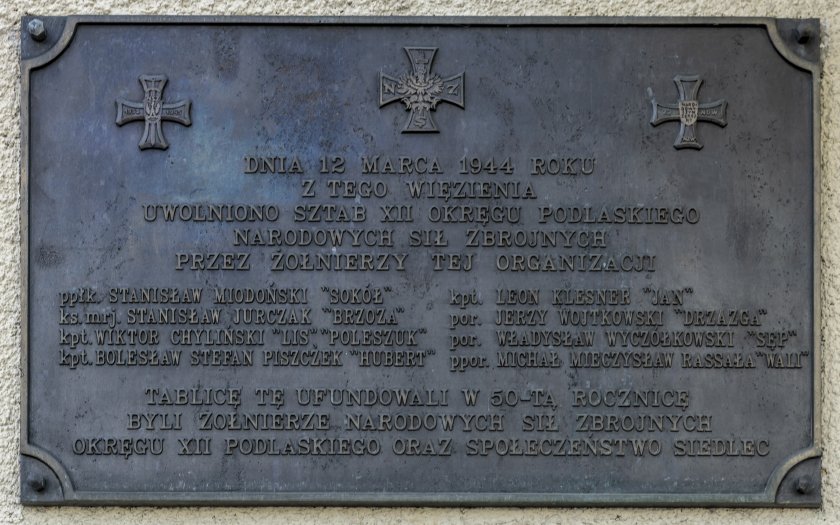 N Z
DNIA 12 MARCA 1944 ROKU
Z TEGO WIĘZIENIA
UWOLNIONO SZTAB XII OKRĘGU PODLASKIEGO
NARODOWYCH SIŁ ZBROJNYCH
PRZEZ ŻOŁNIERZY TEJ ORGANIZACJI
ppłk. STANISŁAW MIODOŃSKI "SOKÓŁ"
ks.mrj. STANISŁAW JURCZAK "BRZOZA"
kpt. WIKTOR CHYLIŃSKI "LIS" "POLESZUK"
kpt. BOLESŁAW STEFAN PISZCZEK "HUBERT"
kpt. LEON KLESNER "JAN"
por. JERZY WOJTKOWSKI "DRZAZGA"
por. WŁADYSŁAW WYCZÓŁKOWSKI "SĘP"
ppor. MICHAŁ MIECZYSŁAW RASSAŁA "WALI"
TABLICĘ TĘ UFUNDOWALI W 50-TĄ ROCZNICĘ
BYLI ŻOŁNIERZE NARODOWYCH SIŁ ZBROJNYCH
OKRĘGU XII PODLASKIEGO ORAZ SPOŁECZEŃSTWO SIEDLEC